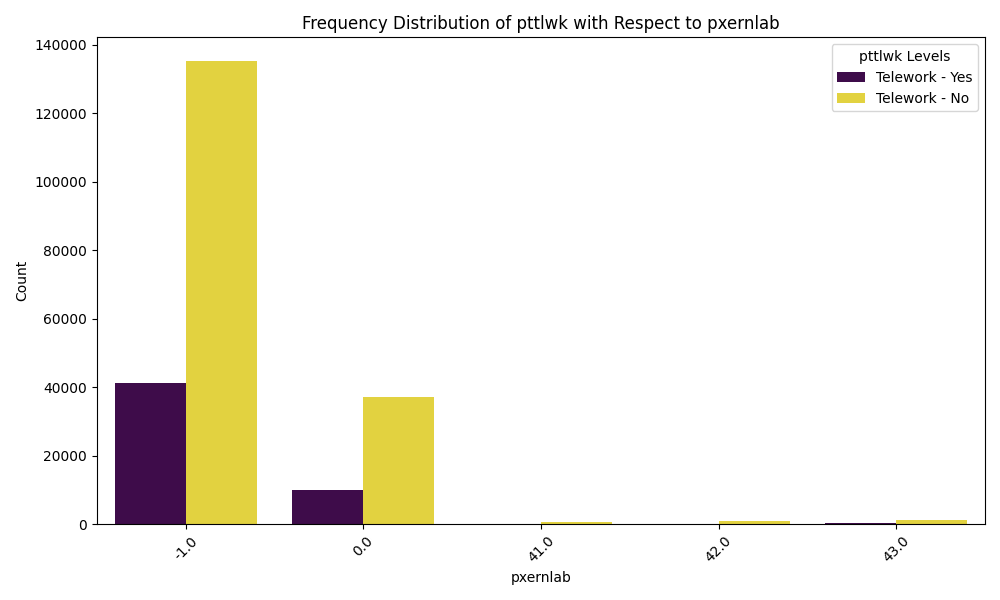 Frequency Distribution of pttlwk with Respect to pxernlab
pttlwk Levels
Telework - Yes
Telework - No
Count
140000
120000
100000
80000
60000
40000
20000
0
-1.0
0.0
41.0
42.0
43.0
pxernlab